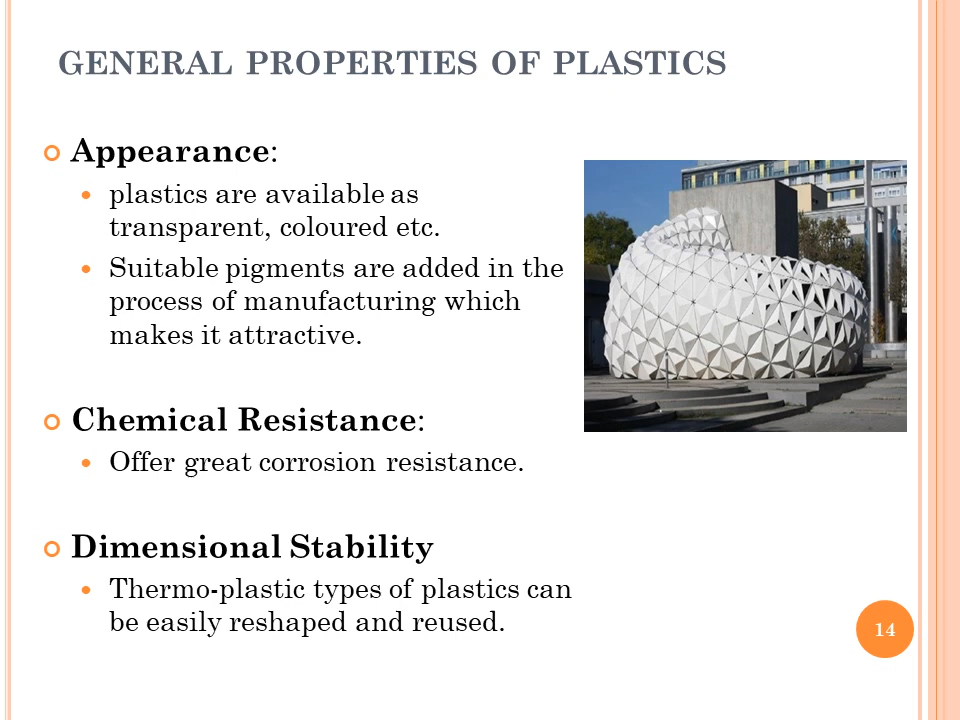 GENERAL PROPERTIES OF PLASTICS
Appearance:
plastics are available as
transparent, coloured etc.
Suitable pigments are added in the
process of manufacturing which
makes it attractive.
Chemical Resistance:
Offer great corrosion resistance.
Dimensional Stability
Thermo-plastic types of plastics can
be easily reshaped and reused.
14